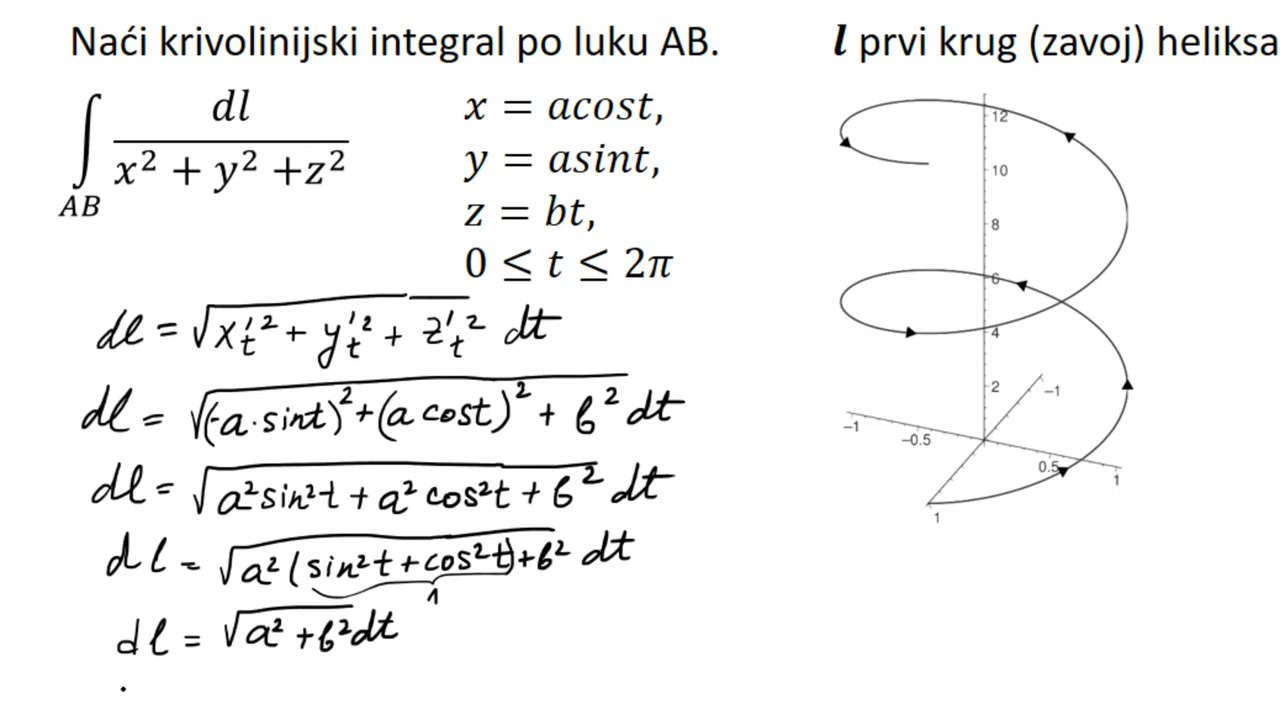 Naći krivolinijski integral po luku AB.
l prvi krug (zavoj) heliksa
∫_{AB} dl / (x² + y² +z²)
x = acost,
y = asint,
z = bt,
0 ≤ t ≤ 2π
dl = √(x'ₜ² + y'ₜ² + z'ₜ²) dt
dl = √((-a·sint)² + (a cost)² + b²) dt
dl = √(a²sin²t + a² cos²t + b²) dt
dl = √(a²(sin²t + cos²t) + b²) dt
1
dl = √(a² + b²) dt
12
10
8
6
4
2
-1
-1
-0.5
0.5
1
1